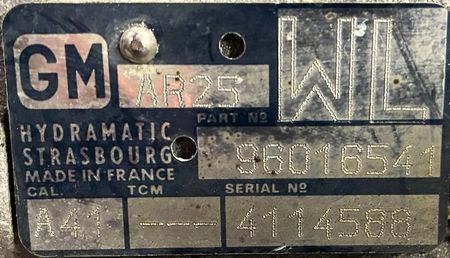 GM AR25 WL
PART Nº
HYDRAMATIC
STRASBOURG 96016541
MADE IN FRANCE
CAL. TCM SERIAL Nº
A41 --- 4114588